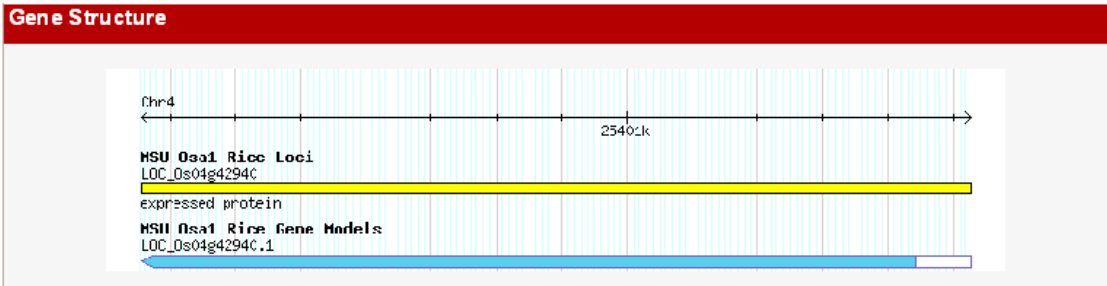 Gene Structure
Chr4
25401k
MSU Osa1 Rice Loci
LOC_Os04g42940
expressed protein
MSU Osa1 Rice Gene Models
LOC_Os04g42940.1